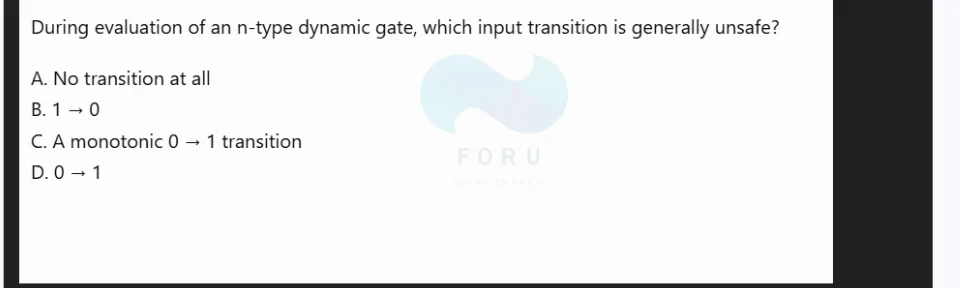 During evaluation of an n-type dynamic gate, which input transition is generally unsafe?
A. No transition at all
B. 1 → 0
C. A monotonic 0 → 1 transition
D. 0 → 1
FORU